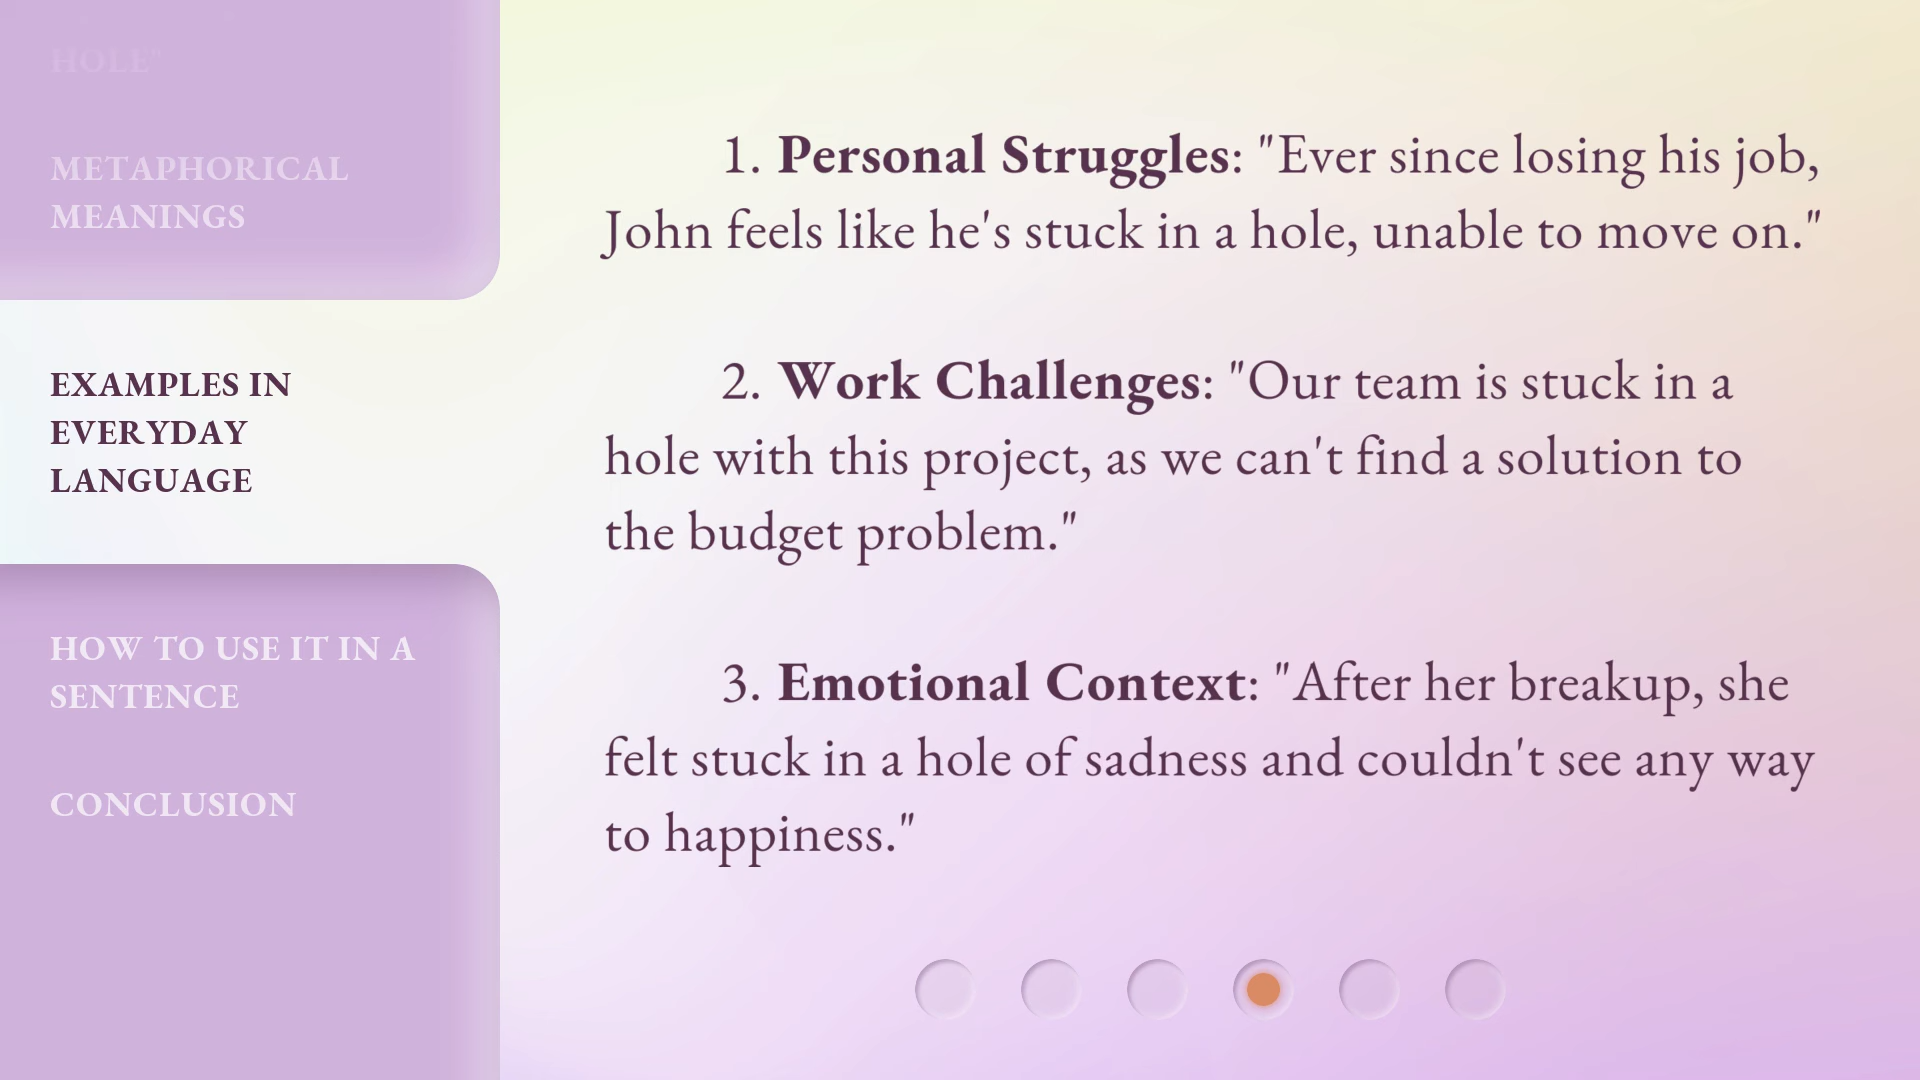 HOLE"
METAPHORICAL
MEANINGS
EXAMPLES IN
EVERYDAY
LANGUAGE
HOW TO USE IT IN A
SENTENCE
CONCLUSION
1. Personal Struggles: "Ever since losing his job,
John feels like he's stuck in a hole, unable to move on."
2. Work Challenges: "Our team is stuck in a
hole with this project, as we can't find a solution to
the budget problem."
3. Emotional Context: "After her breakup, she
felt stuck in a hole of sadness and couldn't see any way
to happiness."